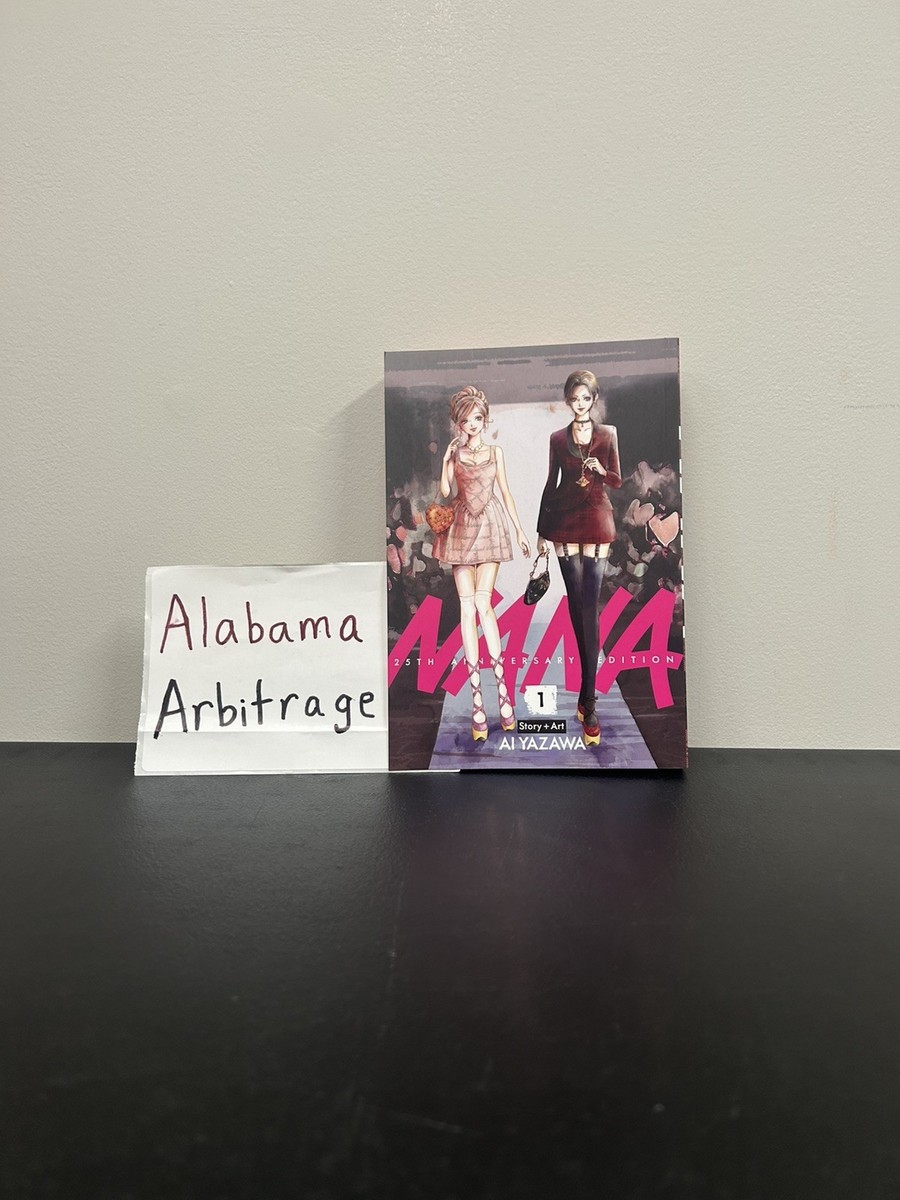 Alabama
Arbitrage
NANA
25TH ANNIVERSARY EDITION
1
Story + Art
AI YAZAWA